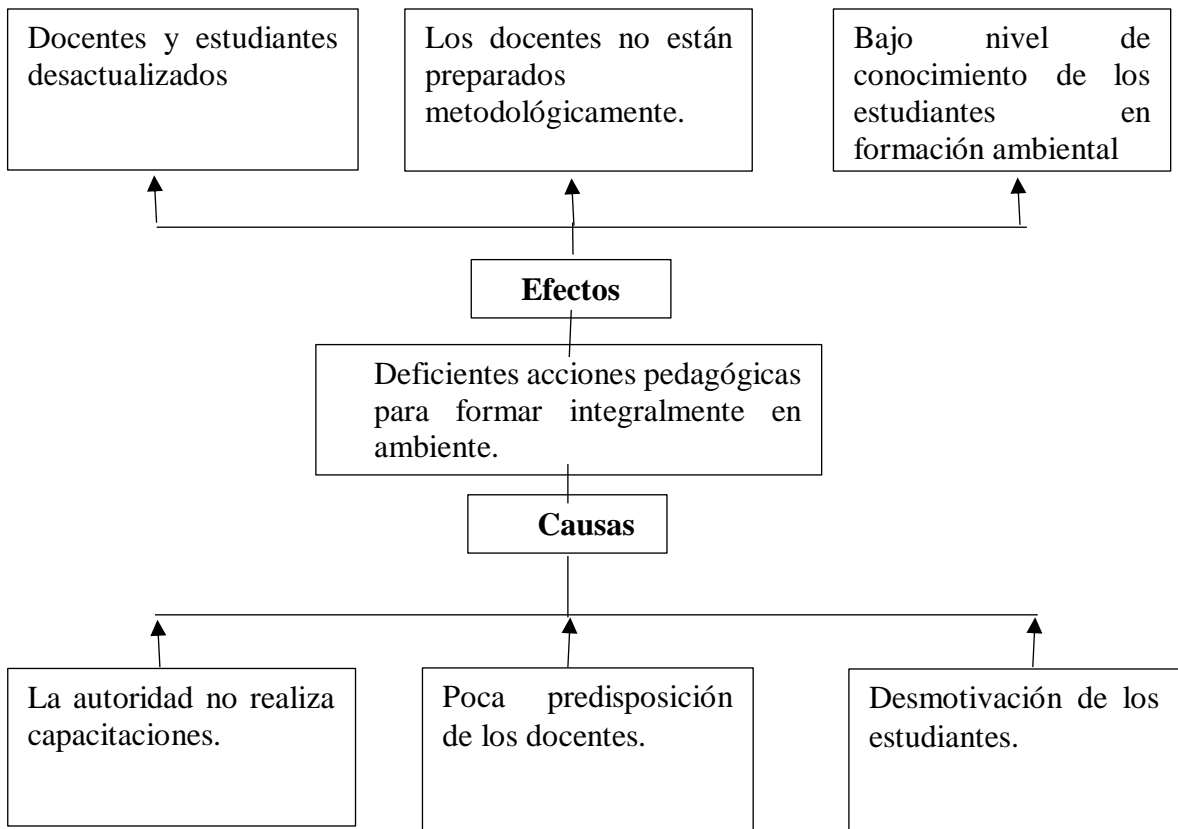 Docentes y estudiantes
desactualizados
Los docentes no están
preparados
metodológicamente.
Bajo nivel de
conocimiento de los
estudiantes en
formación ambiental
Efectos
Deficientes acciones pedagógicas
para formar integralmente en
ambiente.
Causas
La autoridad no realiza
capacitaciones.
Poca predisposición
de los docentes.
Desmotivación de los
estudiantes.